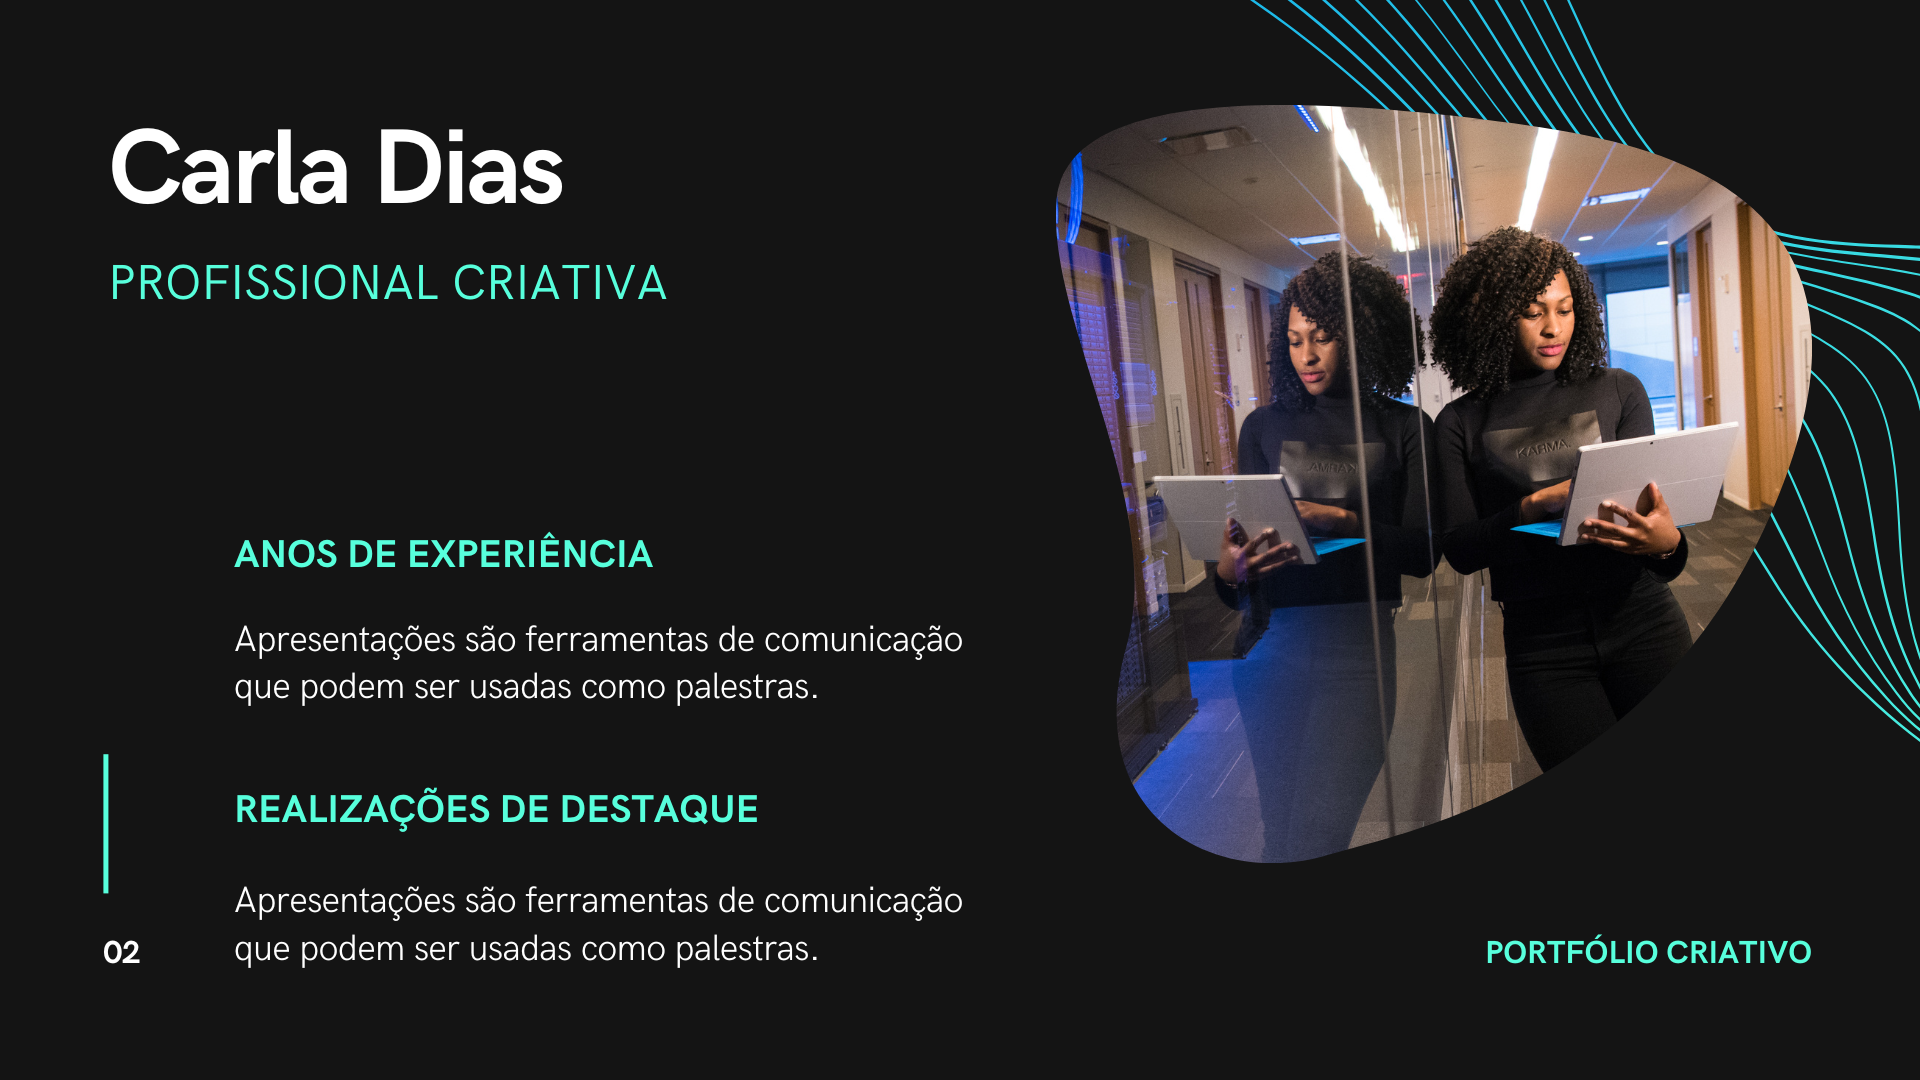 Carla Dias
PROFISSIONAL CRIATIVA
ANOS DE EXPERIÊNCIA
Apresentações são ferramentas de comunicação
que podem ser usadas como palestras.
REALIZAÇÕES DE DESTAQUE
Apresentações são ferramentas de comunicação
que podem ser usadas como palestras.
02
PORTFÓLIO CRIATIVO
KARMA.